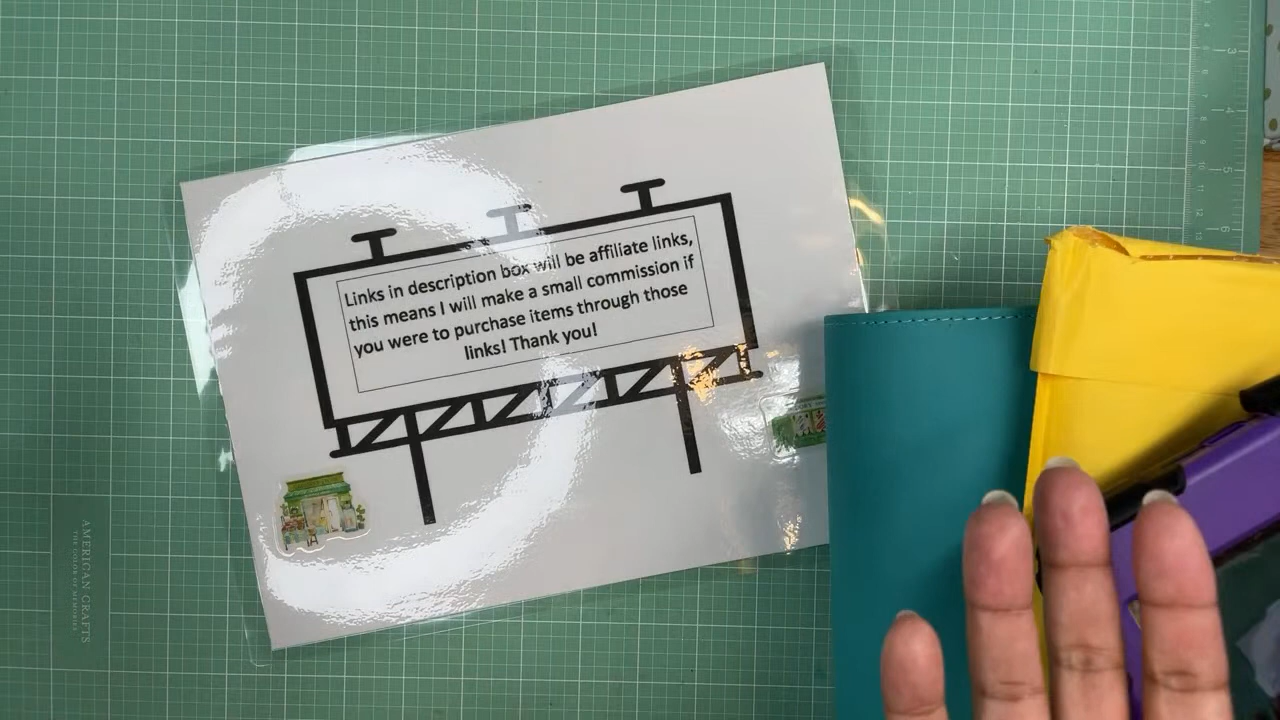 Links in description box will be affiliate links,
this means I will make a small commission if
you were to purchase items through those
links! Thank you!
AMERICAN CRAFTS